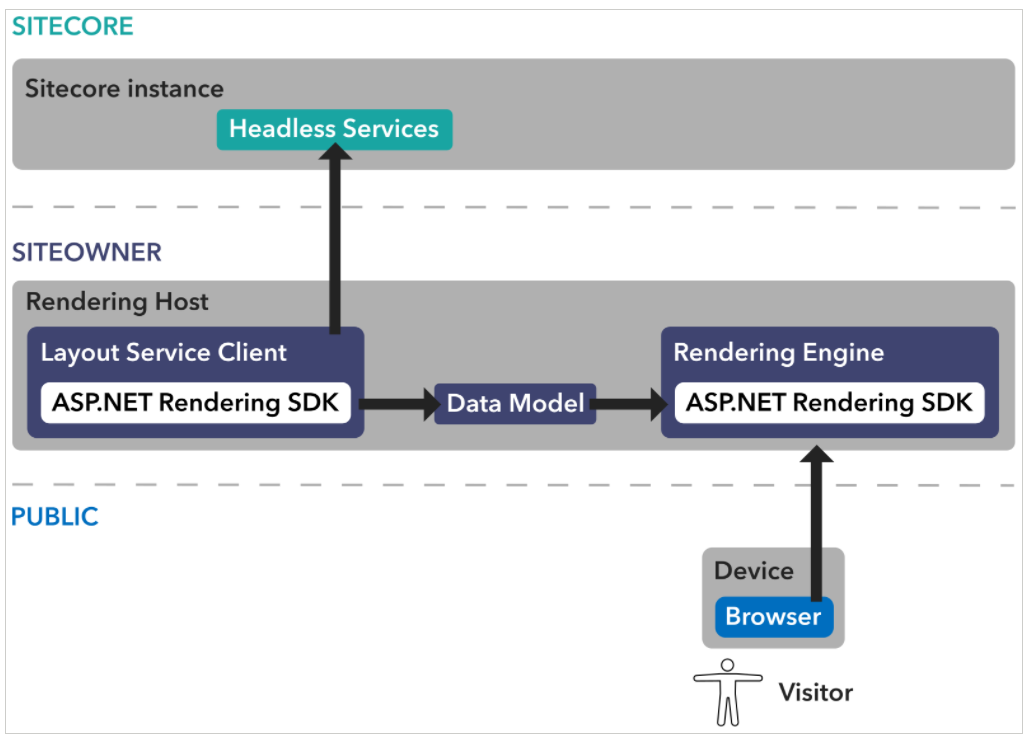 SITECORE
Sitecore instance
Headless Services
SITEOWNER
Rendering Host
Layout Service Client
ASP.NET Rendering SDK
Data Model
Rendering Engine
ASP.NET Rendering SDK
PUBLIC
Device
Browser
Visitor